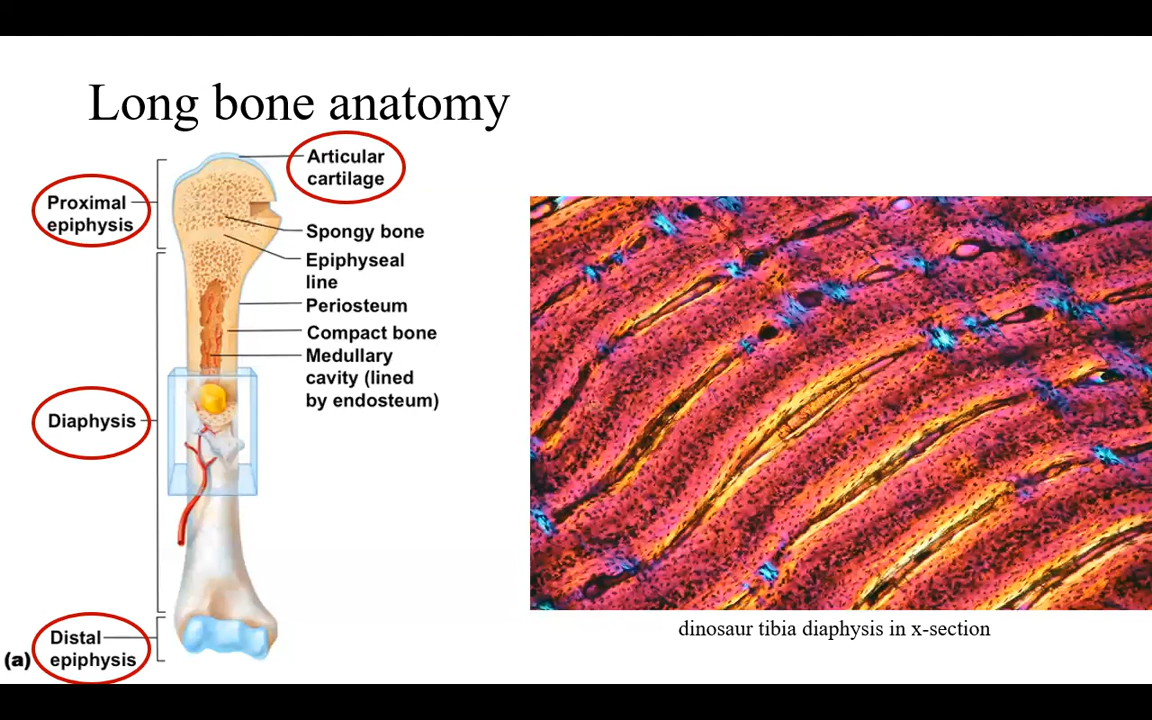 Long bone anatomy
Articular
cartilage
Proximal
epiphysis
Spongy bone
Epiphyseal
line
Periosteum
Compact bone
Medullary
cavity (lined
by endosteum)
Diaphysis
dinosaur tibia diaphysis in x-section
Distal
(a) epiphysis